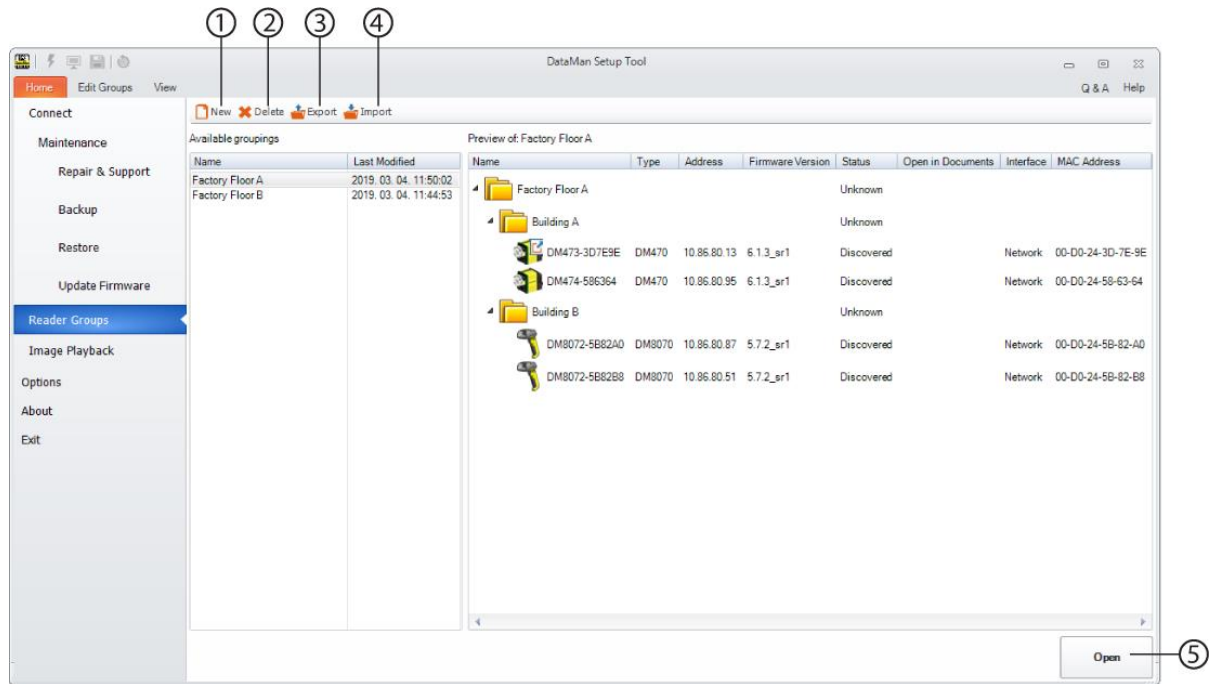 ① ② ③ ④
DataMan Setup Tool
Home Edit Groups View Q & A Help
Connect
Maintenance
Repair & Support
Backup
Restore
Update Firmware
Reader Groups
Image Playback
Options
About
Exit
New Delete Export Import
Available groupings
Name Last Modified
Factory Floor A 2019. 03. 04. 11:50:02
Factory Floor B 2019. 03. 04. 11:44:53
Preview of: Factory Floor A
Name Type Address Firmware Version Status Open in Documents Interface MAC Address
Factory Floor A Unknown
Building A Unknown
DM473-3D7E9E DM470 10.86.80.13 6.1.3_sr1 Discovered Network 00-D0-24-3D-7E-9E
DM474-586364 DM470 10.86.80.95 6.1.3_sr1 Discovered Network 00-D0-24-58-63-64
Building B Unknown
DM8072-5B82A0 DM8070 10.86.80.87 5.7.2_sr1 Discovered Network 00-D0-24-5B-82-A0
DM8072-5B82B8 DM8070 10.86.80.51 5.7.2_sr1 Discovered Network 00-D0-24-5B-82-B8
Open ⑤